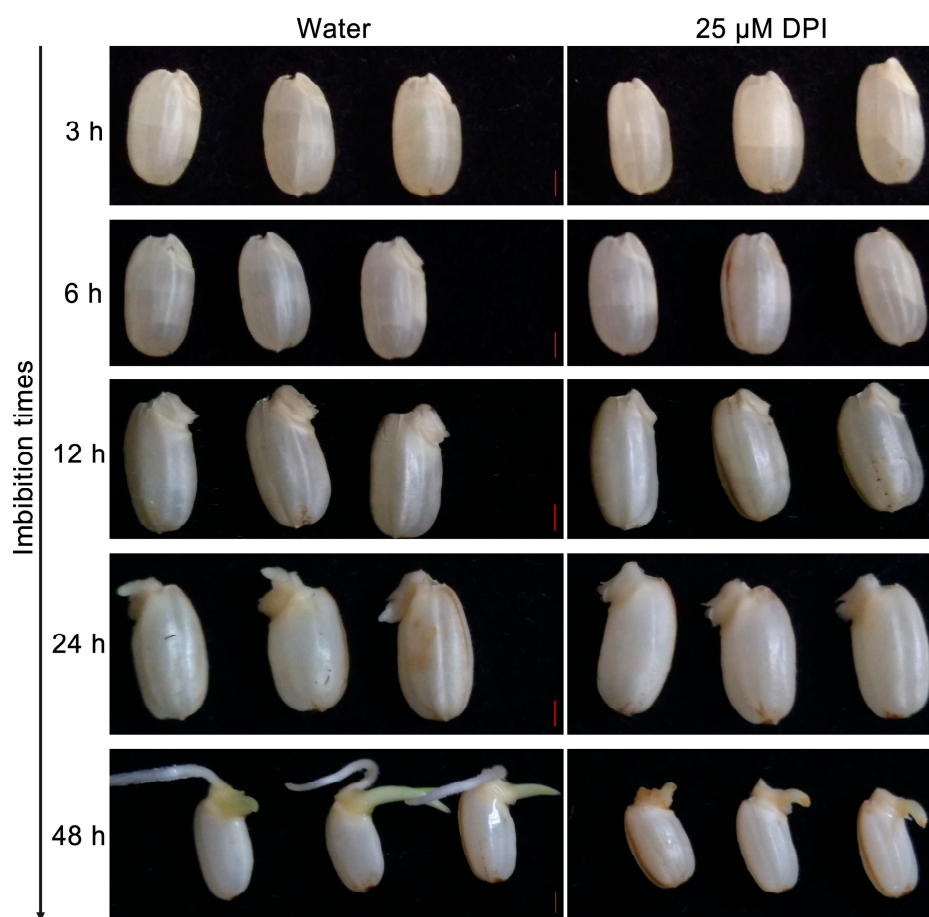 Water
25 µM DPI
3 h
6 h
12 h
24 h
48 h
Imbibition times